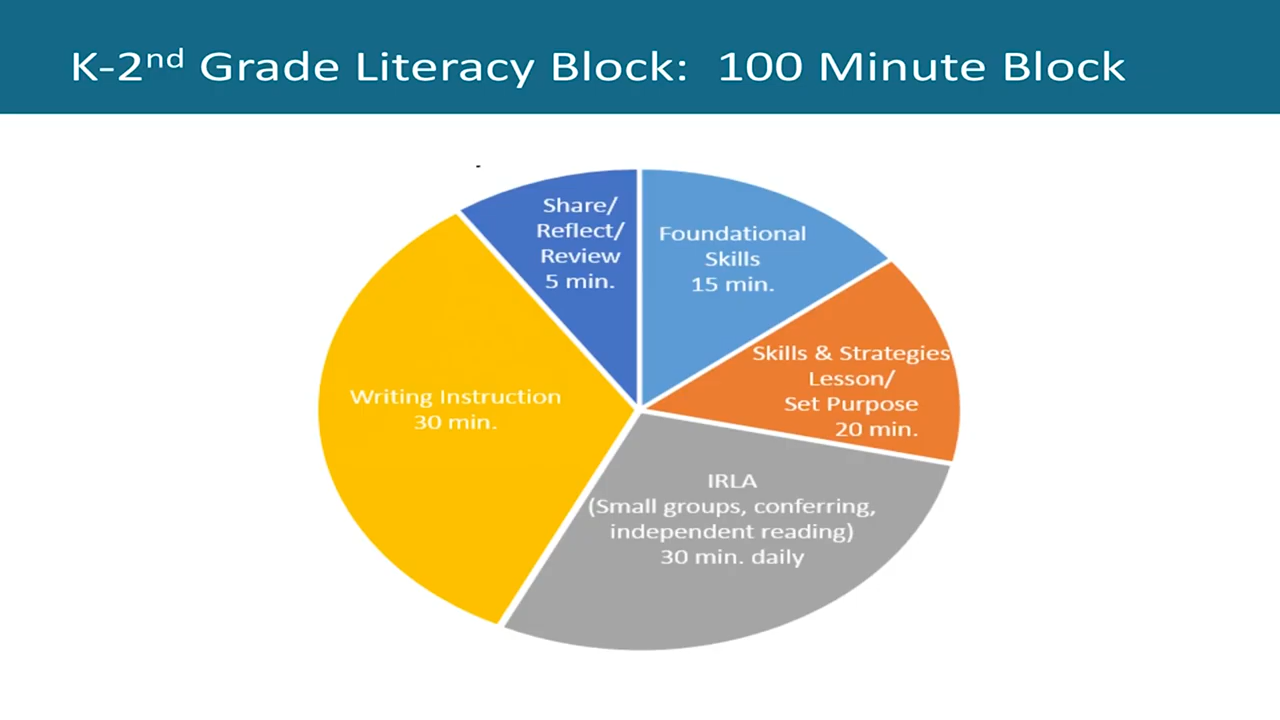 K-2nd Grade Literacy Block: 100 Minute Block
Share/
Reflect/
Review
5 min.
Foundational
Skills
15 min.
Skills & Strategies
Lesson/
Set Purpose
20 min.
IRLA
(Small groups, conferring,
independent reading)
30 min. daily
Writing Instruction
30 min.